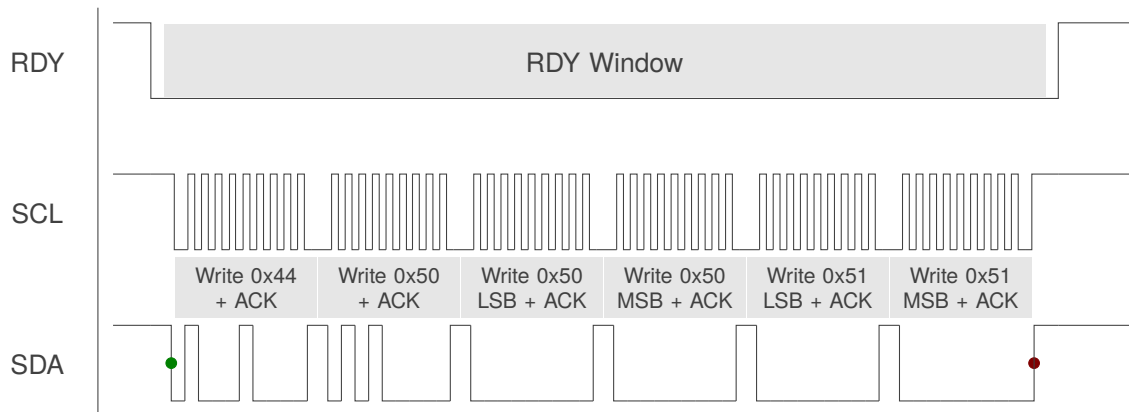 RDY
RDY Window
SCL
Write 0x44
+ ACK
Write 0x50
+ ACK
Write 0x50
LSB + ACK
Write 0x50
MSB + ACK
Write 0x51
LSB + ACK
Write 0x51
MSB + ACK
SDA